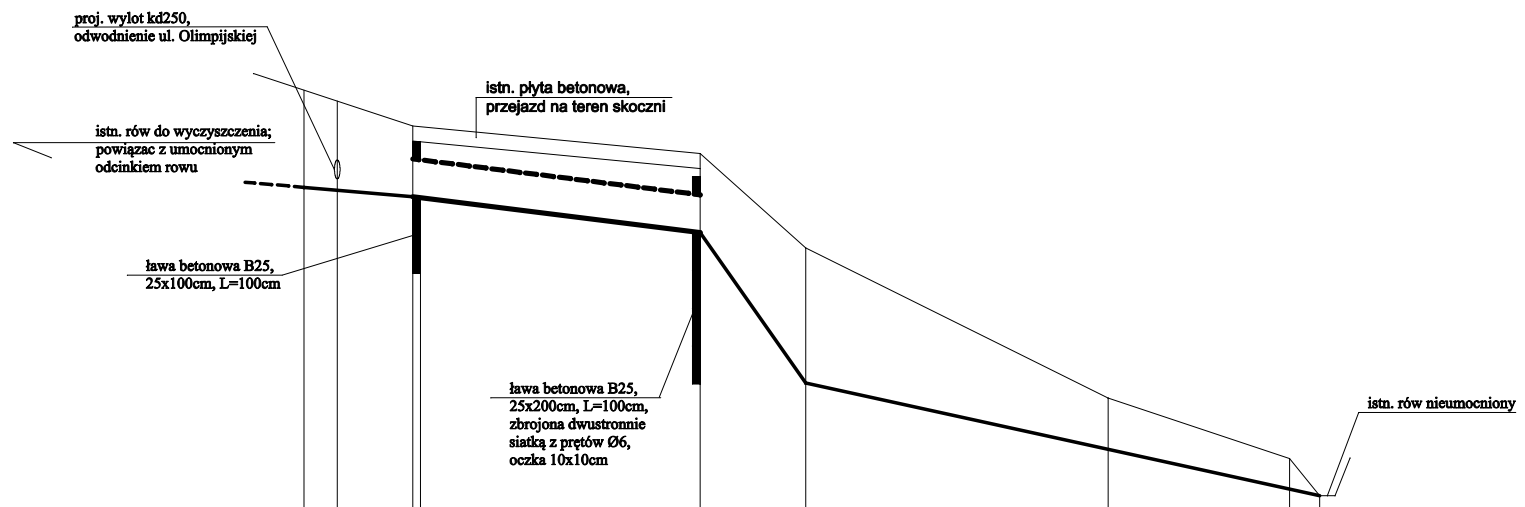 proj. wylot kd250,
odwodnienie ul. Olimpijskiej
istn. płyta betonowa,
przejazd na teren skoczni
istn. rów do wyczyszczenia;
powiązac z umocnionym
odcinkiem rowu
ława betonowa B25,
25x100cm, L=100cm
ława betonowa B25,
25x200cm, L=100cm,
zbrojona dwustronnie
siatką z prętów Ø6,
oczka 10x10cm
istn. rów nieumocniony